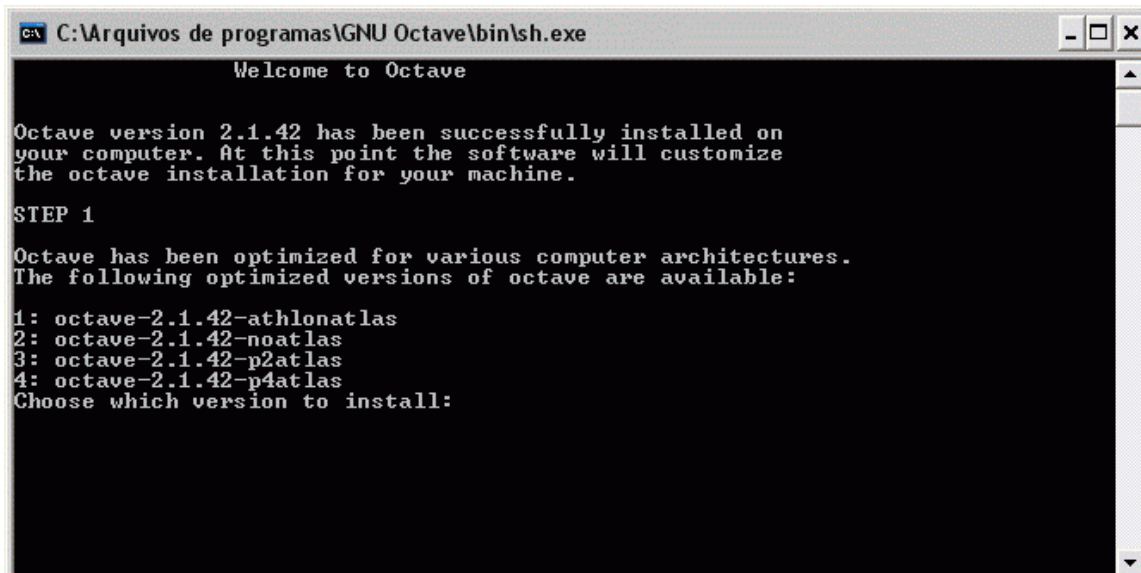 C:\Arquivos de programas\GNU Octave\bin\sh.exe
Welcome to Octave
Octave version 2.1.42 has been successfully installed on
your computer. At this point the software will customize
the octave installation for your machine.
STEP 1
Octave has been optimized for various computer architectures.
The following optimized versions of octave are available:
1: octave-2.1.42-athlonatlas
2: octave-2.1.42-noatlas
3: octave-2.1.42-p2atlas
4: octave-2.1.42-p4atlas
Choose which version to install: